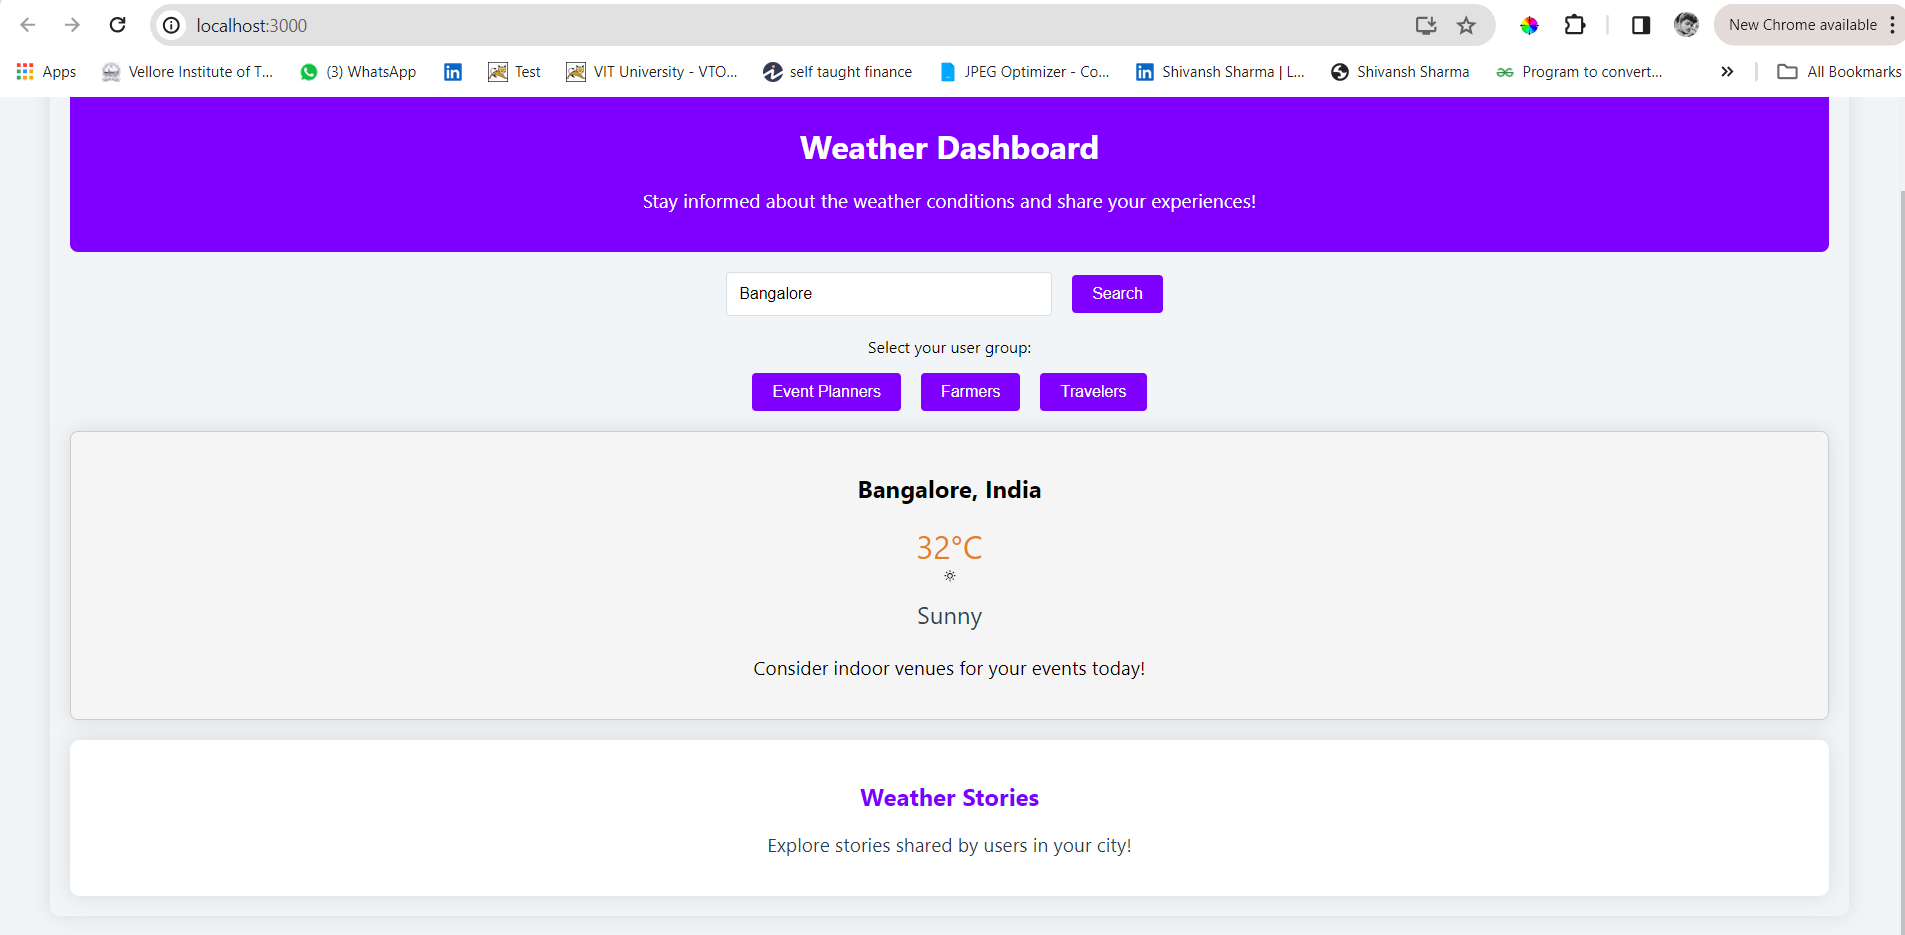 localhost:3000
New Chrome available
Apps
Vellore Institute of T...
(3) WhatsApp
Test
VIT University - VTO...
self taught finance
JPEG Optimizer - Co...
Shivansh Sharma | L...
Shivansh Sharma
Program to convert...
All Bookmarks
Weather Dashboard
Stay informed about the weather conditions and share your experiences!
Bangalore
Search
Select your user group:
Event Planners
Farmers
Travelers
Bangalore, India
32°C
Sunny
Consider indoor venues for your events today!
Weather Stories
Explore stories shared by users in your city!